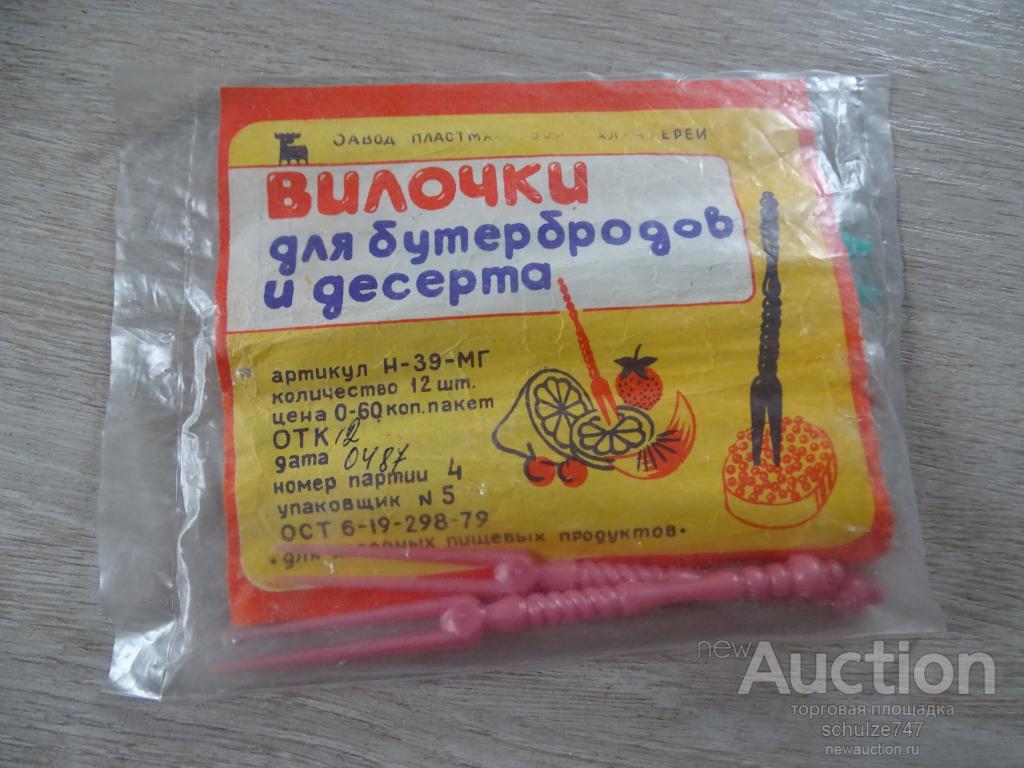 ЗАВОД
ВИЛОЧКИ
для бутербродов
и десерта
артикул Н-39-МГ
количество 12 шт.
цена 0-60 коп. пакет
ОТК 12
дата 0487
номер партии 4
упаковщик N 5
ОСТ 6-19-298-79
пищевых продуктов.
new Auction
торговая площадка
schulze747
newauction.ru